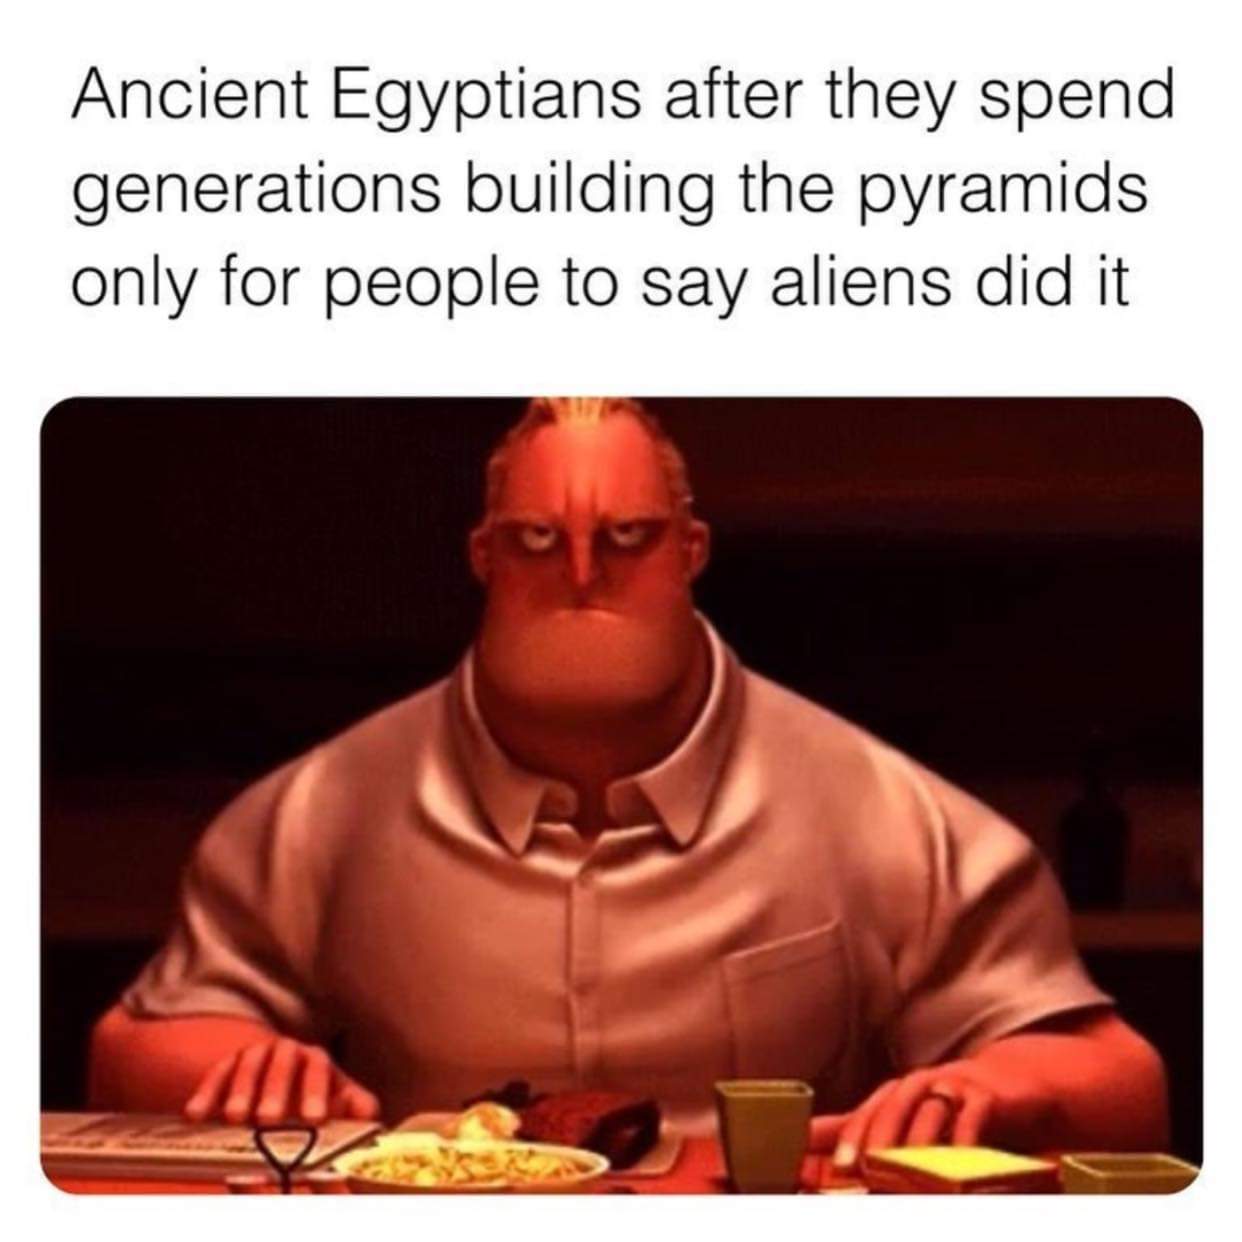 Ancient Egyptians after they spend
generations building the pyramids
only for people to say aliens did it